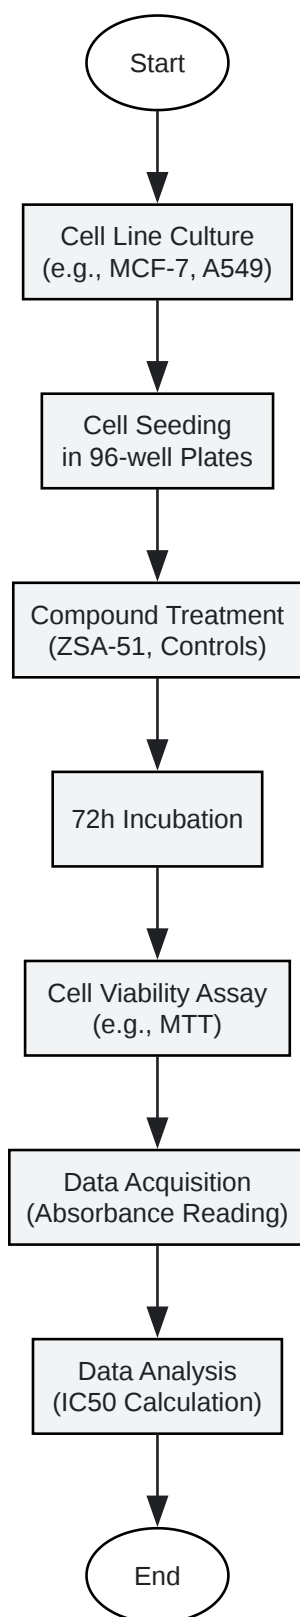 Start
Cell Line Culture
(e.g., MCF-7, A549)
Cell Seeding
in 96-well Plates
Compound Treatment
(ZSA-51, Controls)
72h Incubation
Cell Viability Assay
(e.g., MTT)
Data Acquisition
(Absorbance Reading)
Data Analysis
(IC50 Calculation)
End